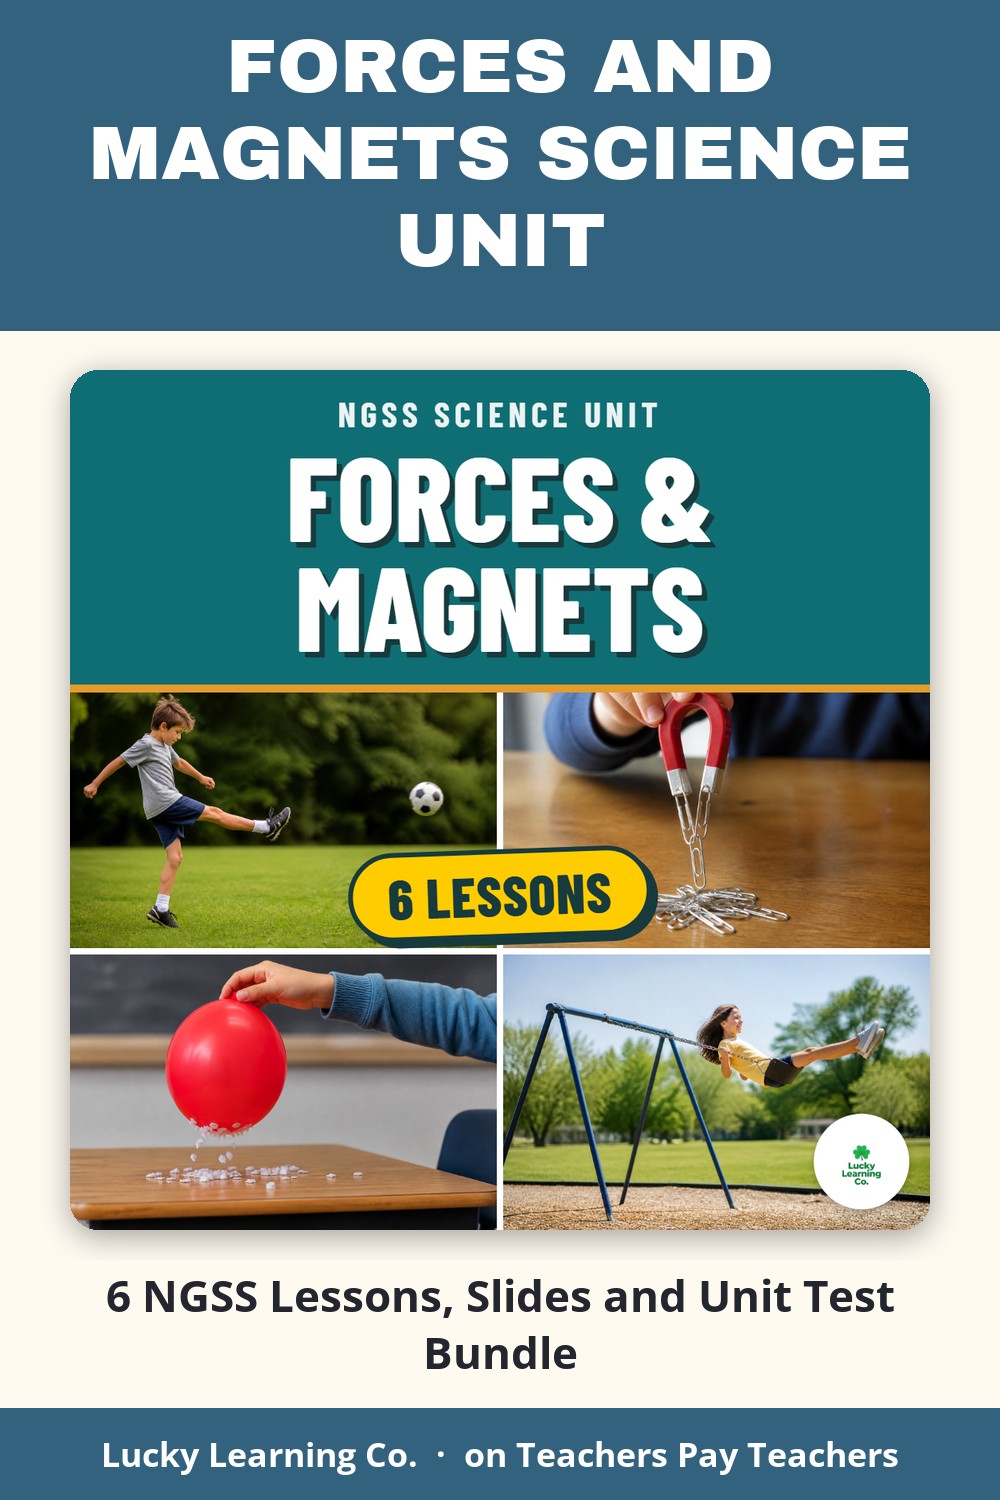 FORCES AND
MAGNETS SCIENCE
UNIT
NGSS SCIENCE UNIT
FORCES &
MAGNETS
6 LESSONS
Lucky
Learning
Co.
6 NGSS Lessons, Slides and Unit Test
Bundle
Lucky Learning Co. · on Teachers Pay Teachers